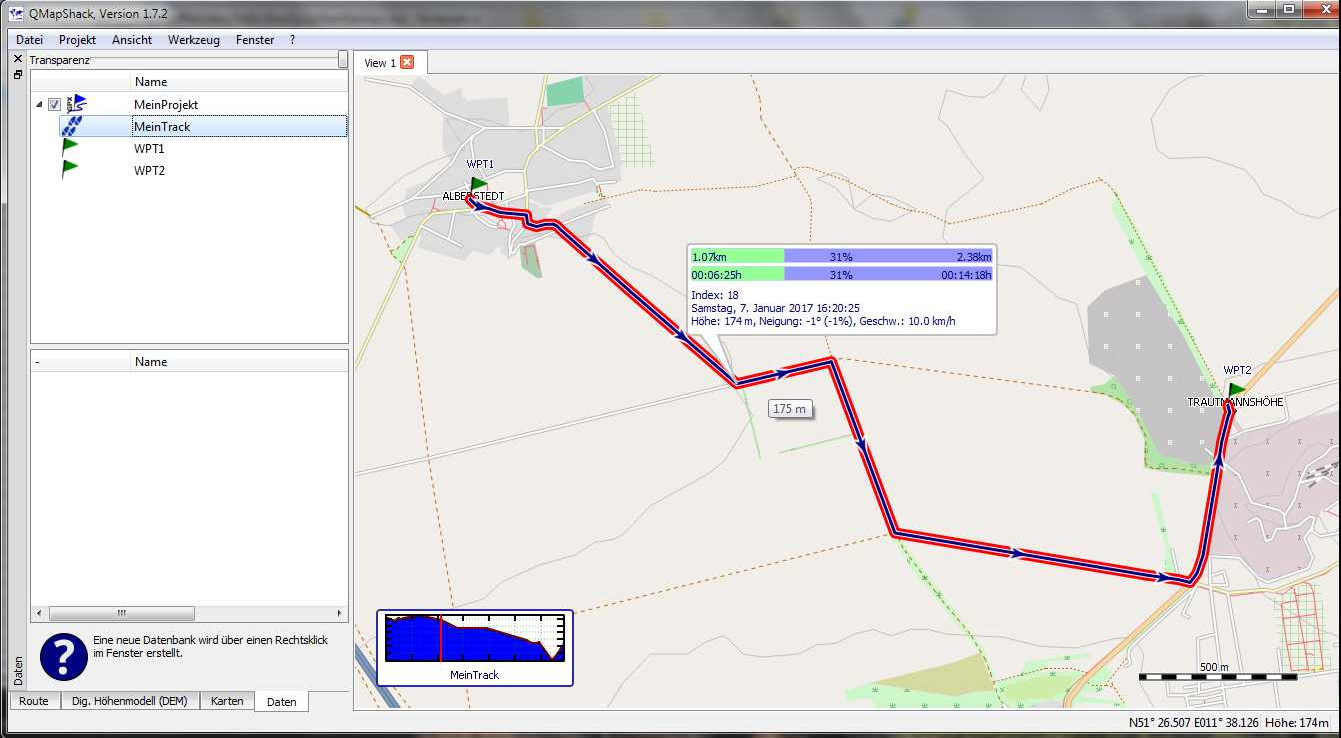 QMapShack, Version 1.7.2
Datei Projekt Ansicht Werkzeug Fenster ?
Transparenz
View 1
Name
MeinProjekt
MeinTrack
WPT1
WPT2
- Name
Eine neue Datenbank wird über einen Rechtsklick
im Fenster erstellt.
Daten
Route Dig. Höhenmodell (DEM) Karten Daten
WPT1
ALBERSTEDT
1.07km 31% 2.38km
00:06:25h 31% 00:14:18h
Index: 18
Samstag, 7. Januar 2017 16:20:25
Höhe: 174 m, Neigung: -1° (-1%), Geschw.: 10.0 km/h
175 m
WPT2
TRAUTMANNSHÖHE
MeinTrack
500 m
N51° 26.507 E011° 38.126 Höhe: 174m